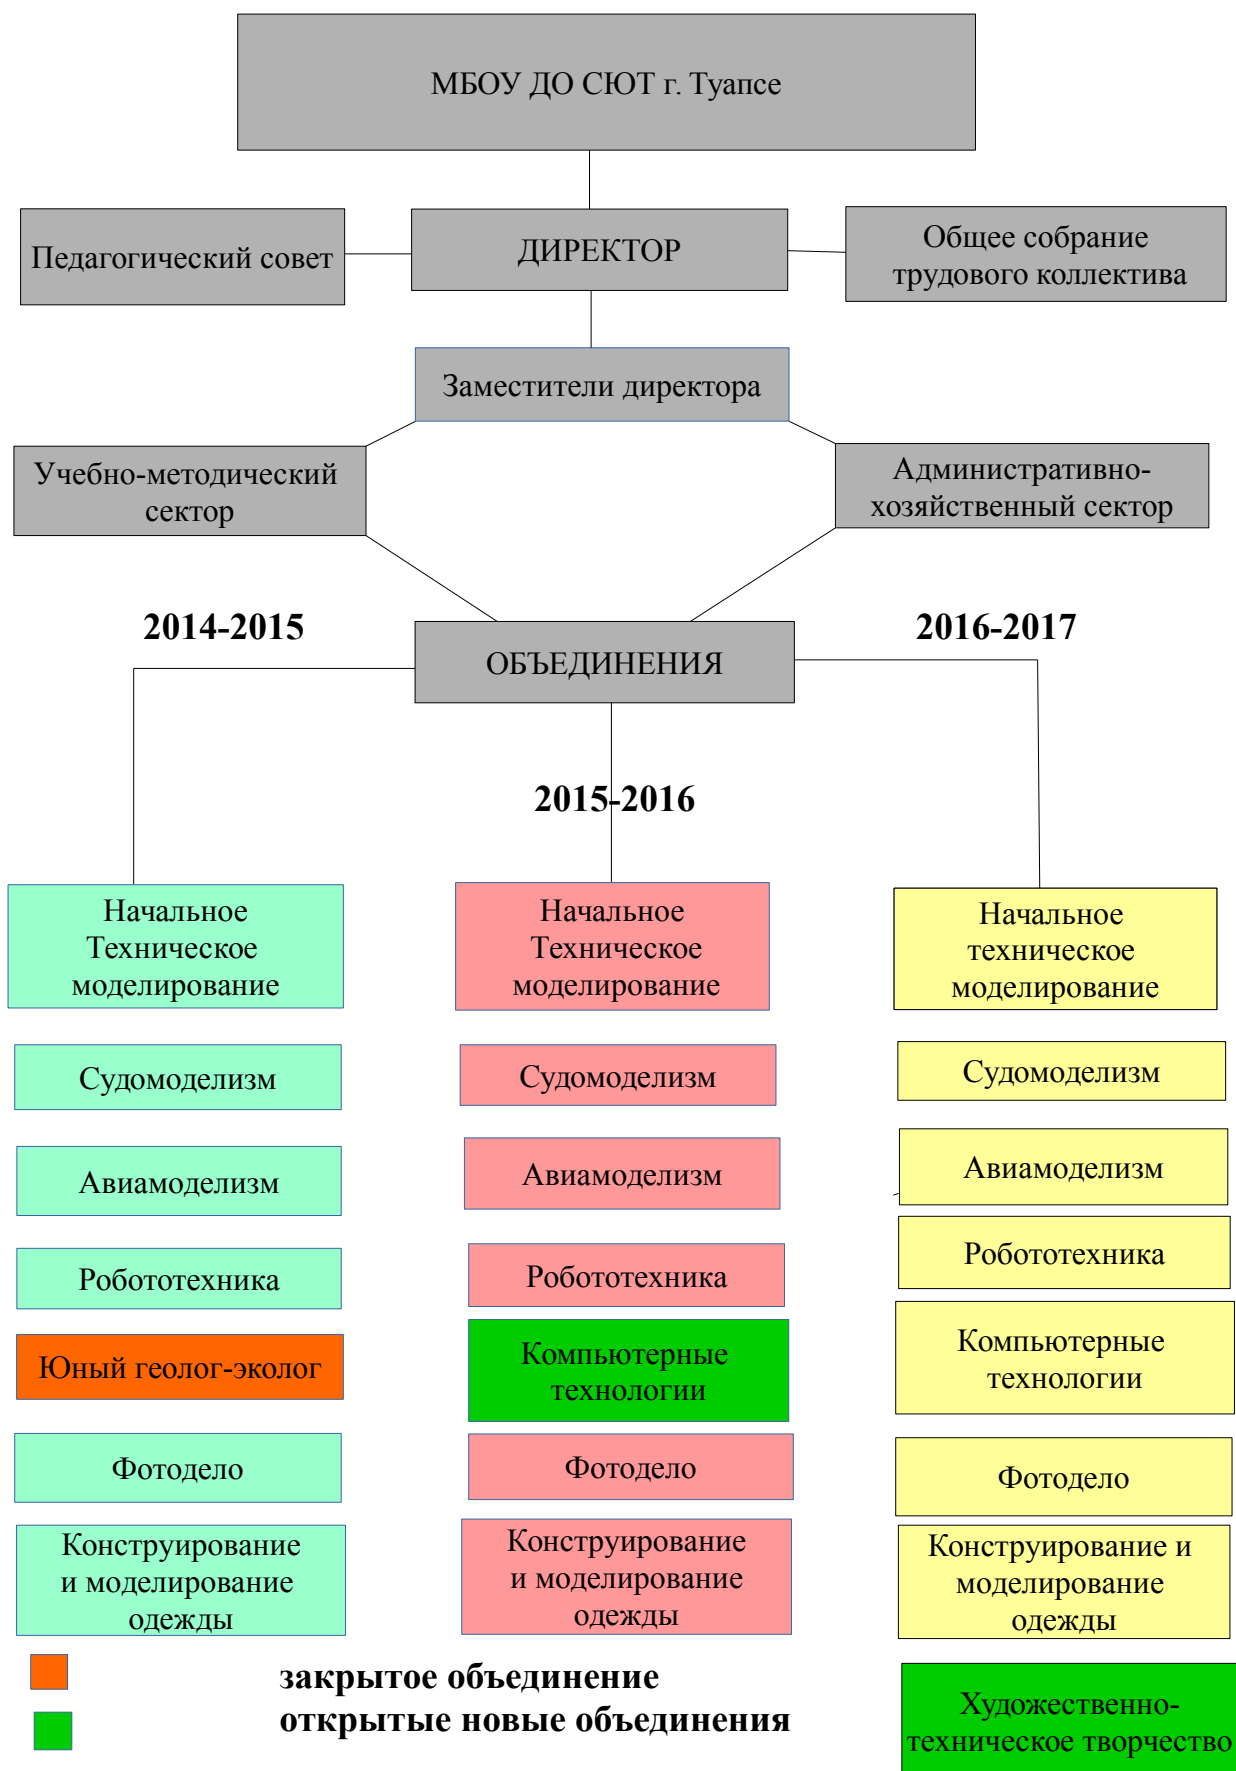 МБОУ ДО СЮТ г. Туапсе
Педагогический совет
ДИРЕКТОР
Общее собрание
трудового коллектива
Заместители директора
Учебно-методический
сектор
Административно-
хозяйственный сектор
2014-2015
ОБЪЕДИНЕНИЯ
2016-2017
2015-2016
Начальное
Техническое
моделирование
Судомоделизм
Авиамоделизм
Робототехника
Юный геолог-эколог
Фотодело
Конструирование
и моделирование
одежды
Начальное
Техническое
моделирование
Судомоделизм
Авиамоделизм
Робототехника
Компьютерные
технологии
Фотодело
Конструирование
и моделирование
одежды
Начальное
техническое
моделирование
Судомоделизм
Авиамоделизм
Робототехника
Компьютерные
технологии
Фотодело
Конструирование и
моделирование
одежды
Художественно-
техническое творчество
закрытое объединение
открытые новые объединения